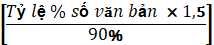 [Tỷ lệ % số văn bản × 1,5
90%]